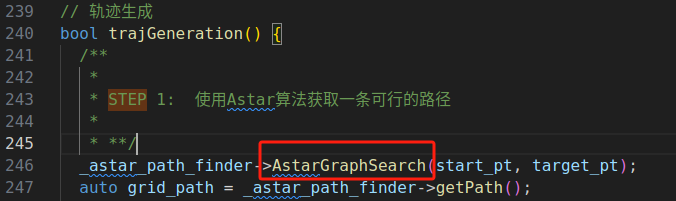 239 // 轨迹生成
240 bool trajGeneration() {
241 /**
242 *
243 * STEP 1: 使用Astar算法获取一条可行的路径
244 *
245 * **/
246 _astar_path_finder->AstarGraphSearch(start_pt, target_pt);
247 auto grid_path = _astar_path_finder->getPath();